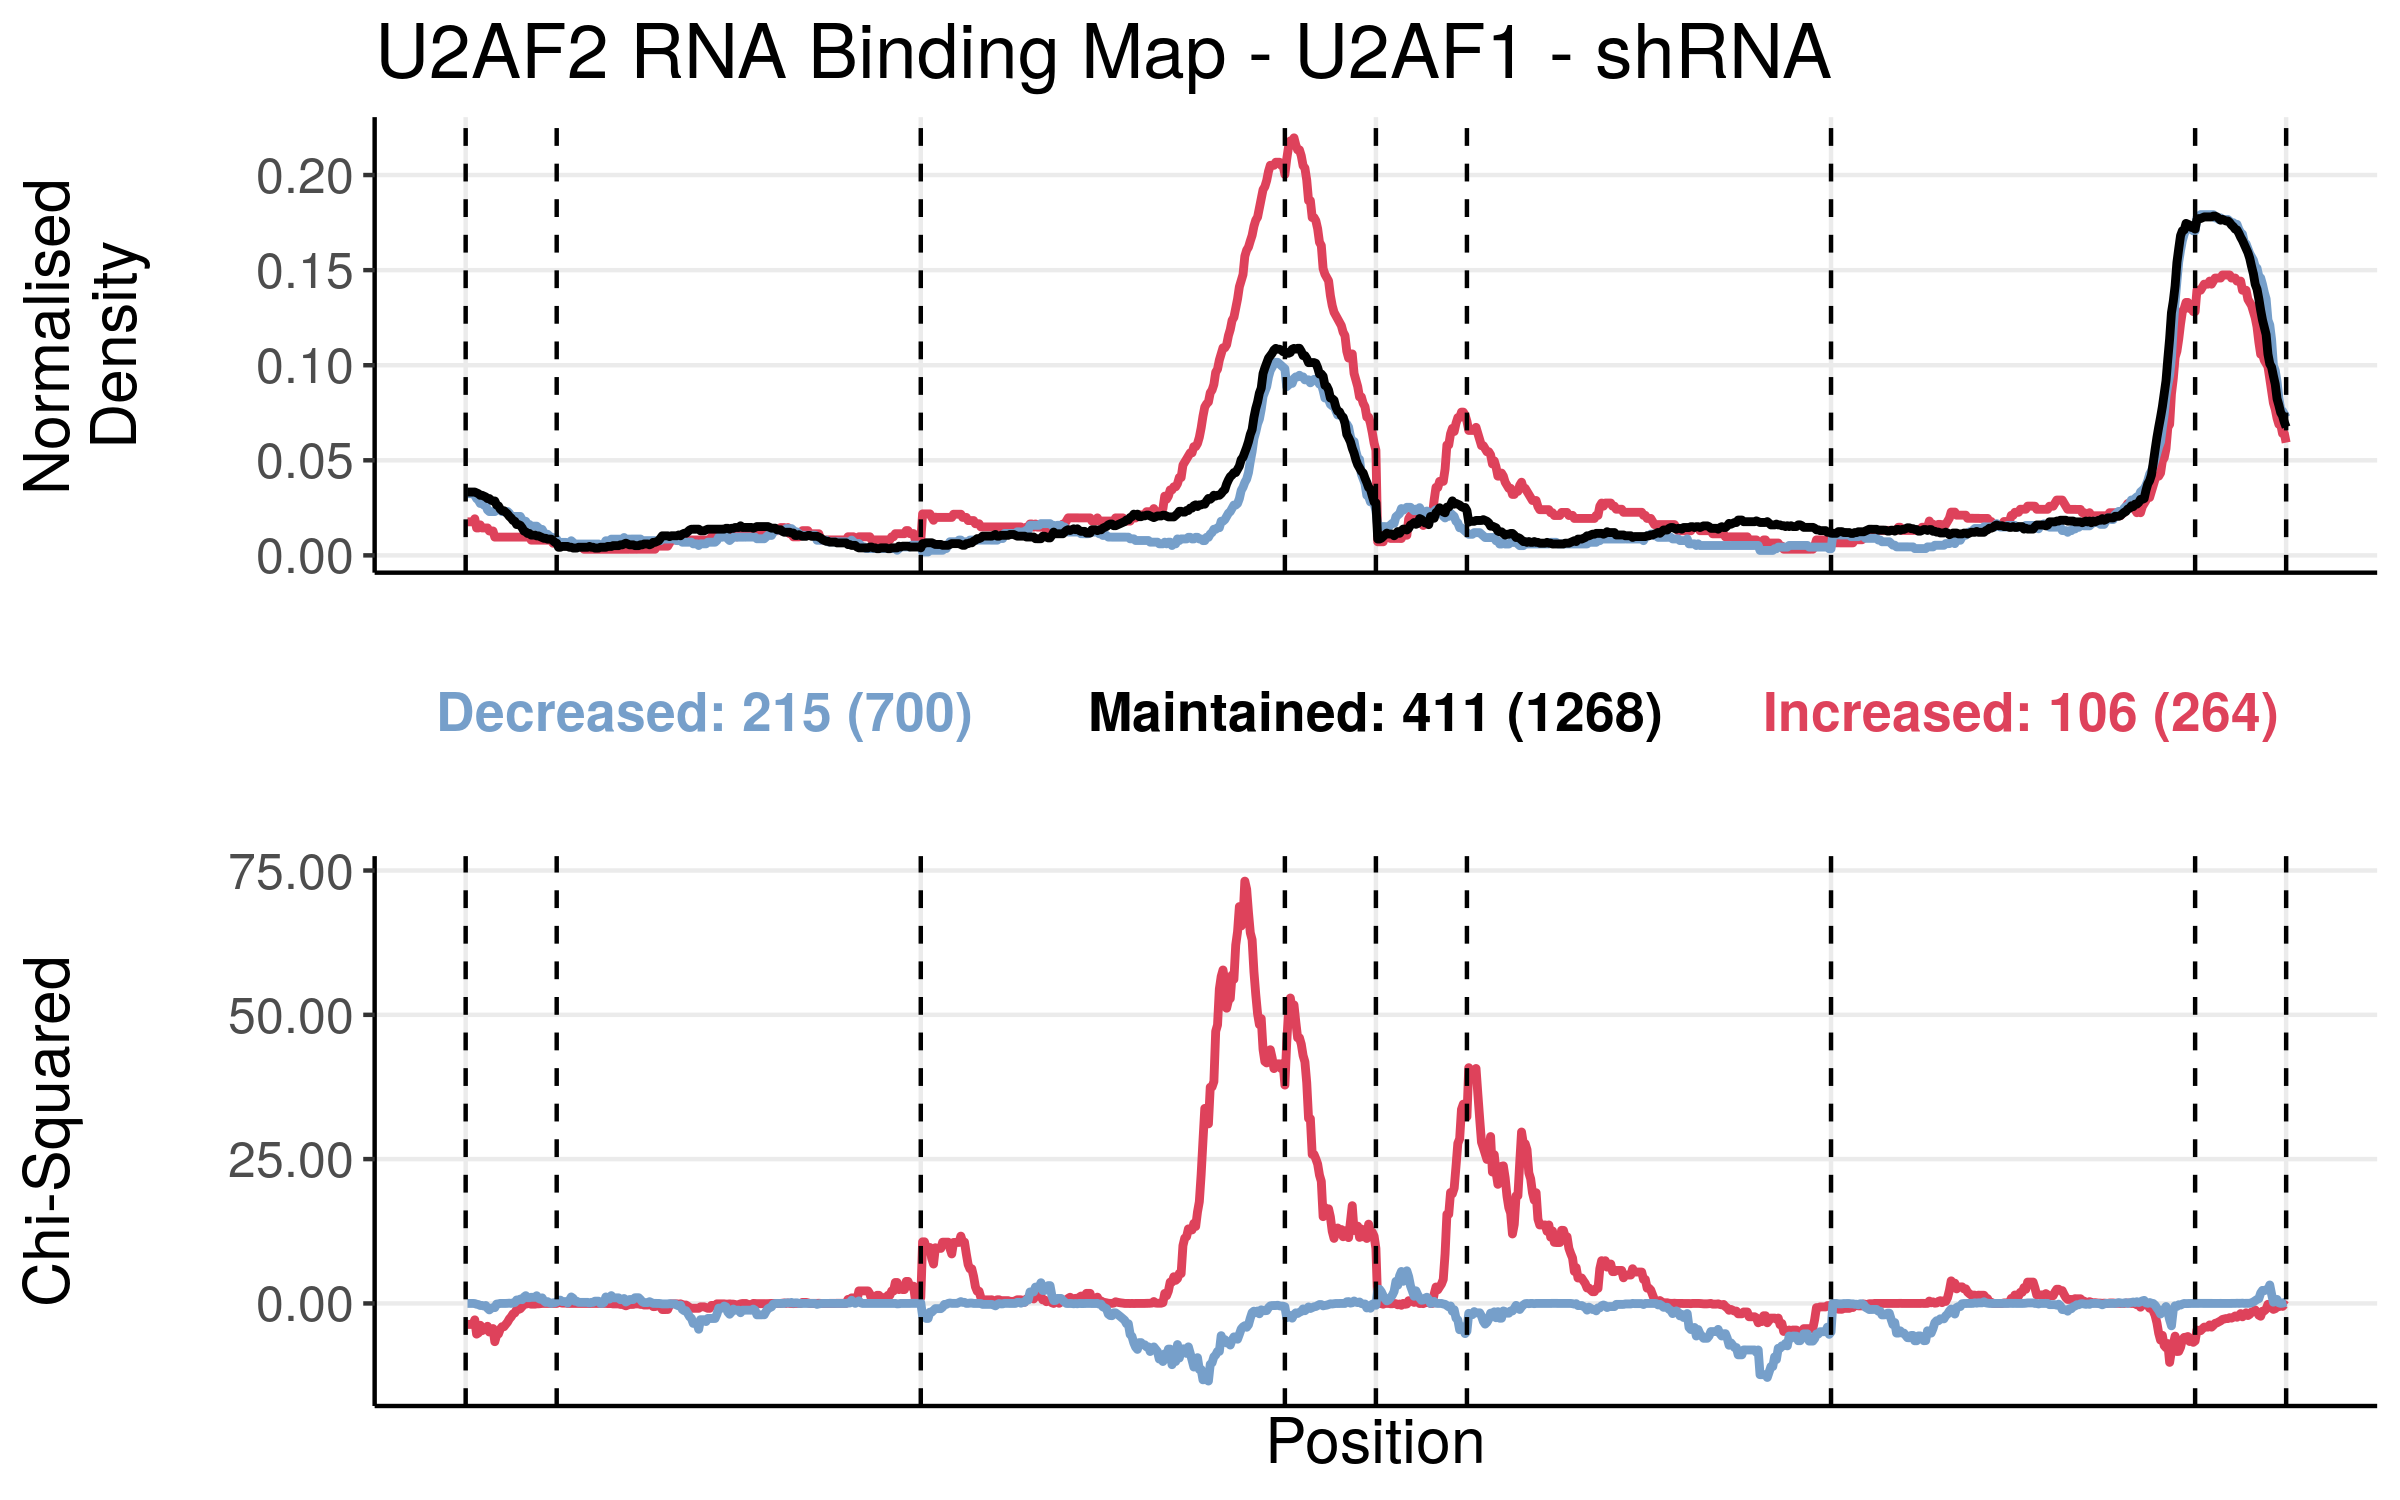 U2AF2 RNA Binding Map - U2AF1 - shRNA
Normalised
Density
0.20
0.15
0.10
0.05
0.00
Decreased: 215 (700)
Maintained: 411 (1268)
Increased: 106 (264)
Chi-Squared
75.00
50.00
25.00
0.00
Position